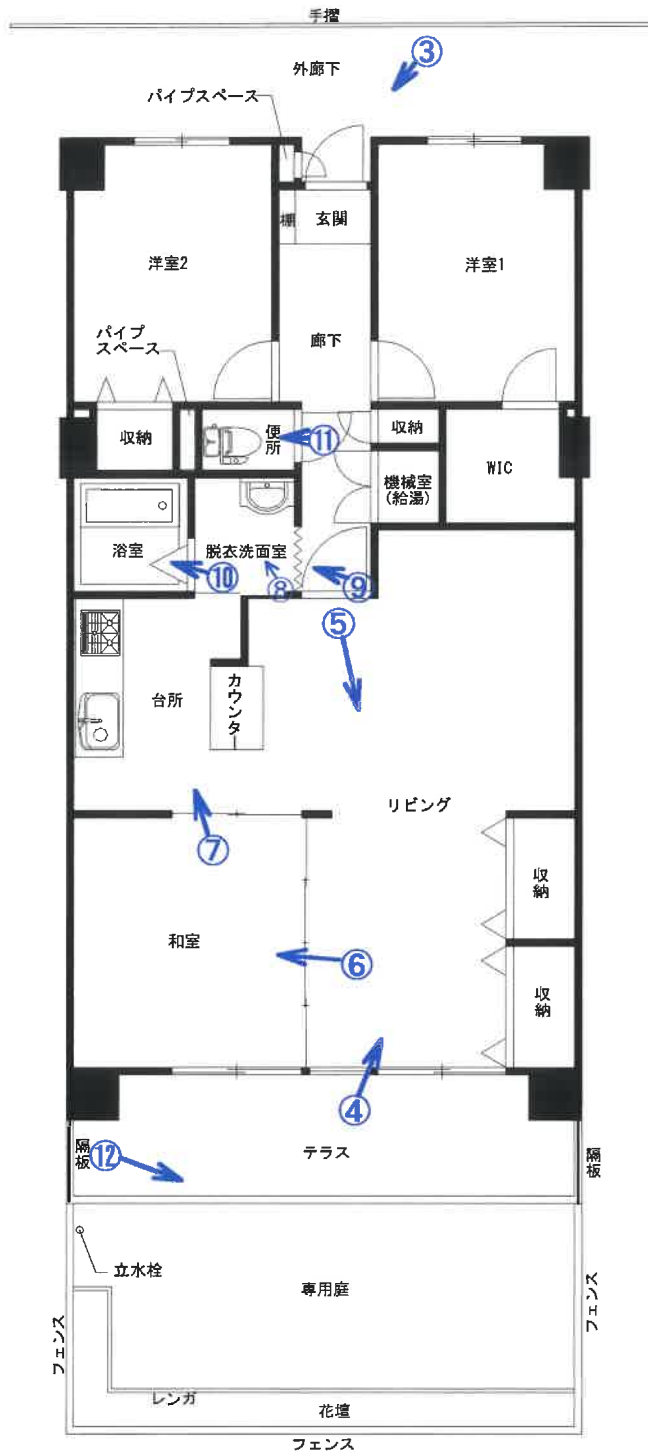 手摺
外廊下
③
パイプスペース
棚
玄関
洋室2
洋室1
廊下
パイプ
スペース
収納
便
所
⑪
収納
機械室
(給湯)
WIC
浴室
⑩
脱衣洗面室
⑧
⑨
⑤
台所
カウンター
リビング
⑦
収
納
和室
⑥
収
納
④
隔板
⑫
テラス
隔板
立水栓
専用庭
フェンス
フェンス
レンガ
花壇
フェンス